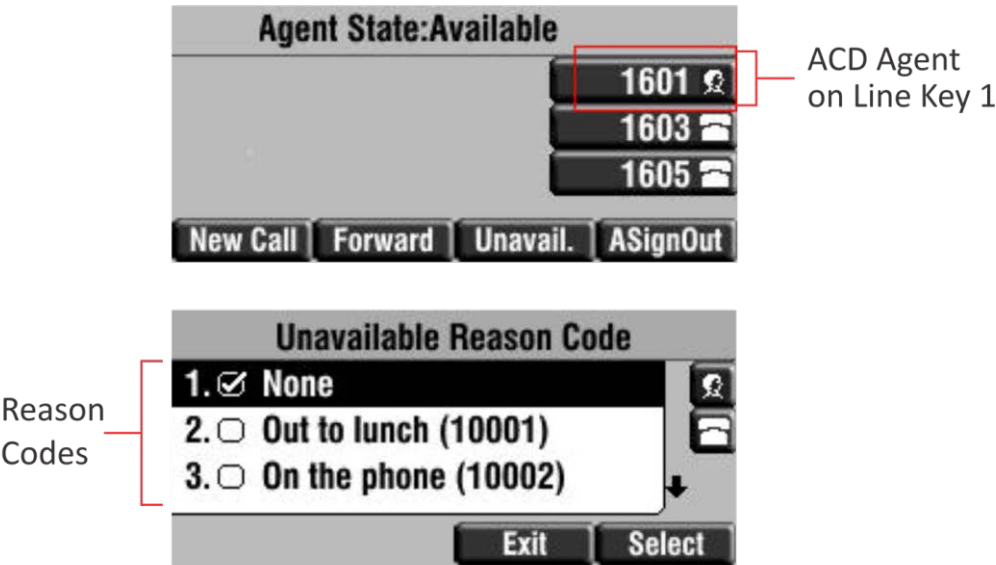 Agent State:Available
1601
ACD Agent
on Line Key 1
1603
1605
New Call Forward Unavail. ASignOut
Unavailable Reason Code
Reason
Codes
1. None
2. Out to lunch (10001)
3. On the phone (10002)
Exit Select